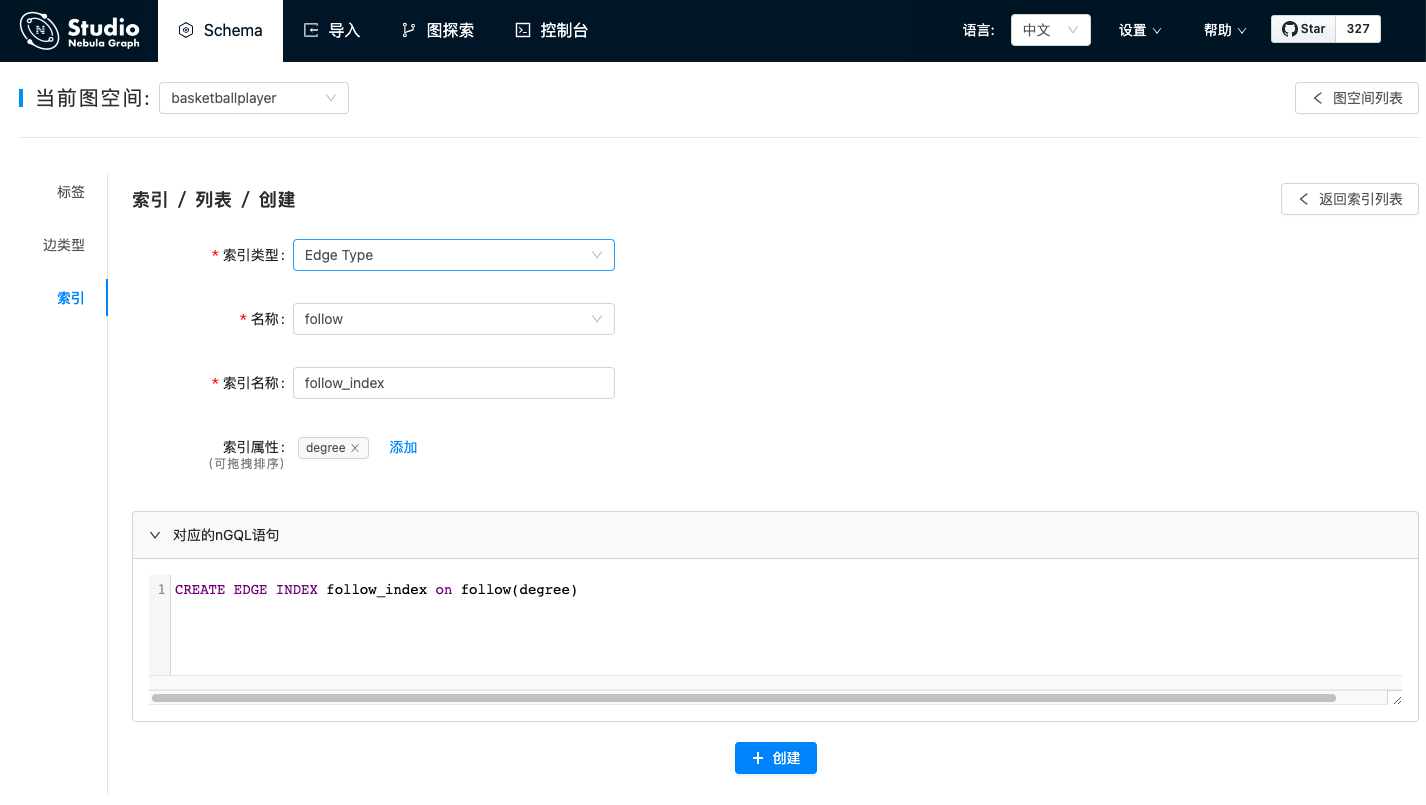 Studio
Nebula Graph
Schema
导入
图探索
控制台
语言:
中文
设置
帮助
Star
327
当前图空间:
basketballplayer
图空间列表
标签
边类型
索引
索引 / 列表 / 创建
返回索引列表
* 索引类型:
Edge Type
* 名称:
follow
* 索引名称:
follow_index
索引属性:
(可拖拽排序)
degree
添加
对应的nGQL语句
1
CREATE EDGE INDEX follow_index on follow(degree)
+ 创建